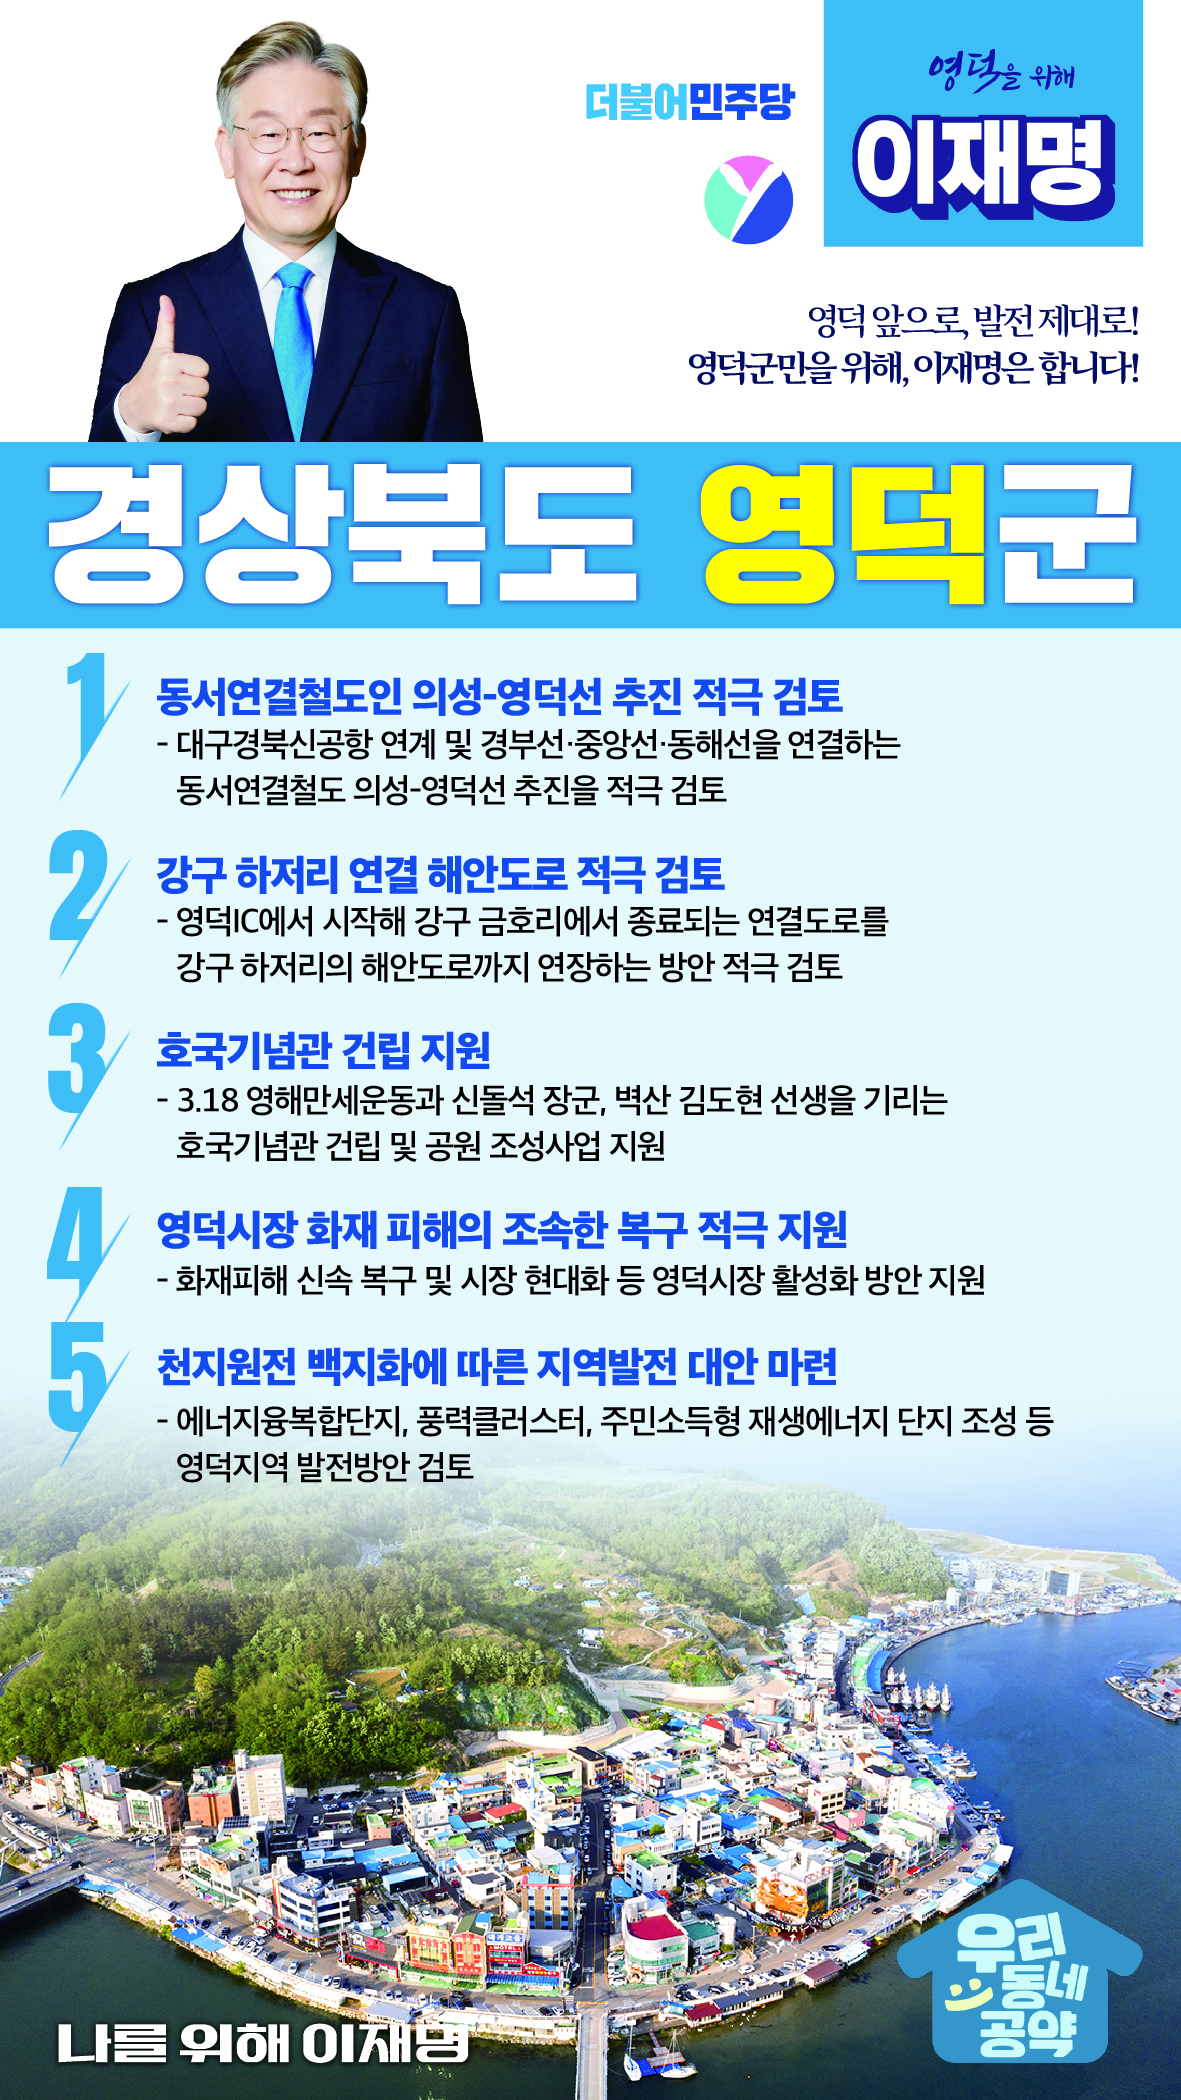 더불어민주당
영덕을 위해
이재명
영덕 앞으로, 발전 제대로!
영덕군민을 위해, 이재명은 합니다!
경상북도 영덕군
1 동서연결철도인 의성-영덕선 추진 적극 검토
- 대구경북신공항 연계 및 경부선·중앙선·동해선을 연결하는
동서연결철도 의성-영덕선 추진을 적극 검토
2 강구 하저리 연결 해안도로 적극 검토
- 영덕IC에서 시작해 강구 금호리에서 종료되는 연결도로를
강구 하저리의 해안도로까지 연장하는 방안 적극 검토
3 호국기념관 건립 지원
- 3.18 영해만세운동과 신돌석 장군, 벽산 김도현 선생을 기리는
호국기념관 건립 및 공원 조성사업 지원
4 영덕시장 화재 피해의 조속한 복구 적극 지원
- 화재피해 신속 복구 및 시장 현대화 등 영덕시장 활성화 방안 지원
5 천지원전 백지화에 따른 지역발전 대안 마련
- 에너지융복합단지, 풍력클러스터, 주민소득형 재생에너지 단지 조성 등
영덕지역 발전방안 검토
나를 위해 이재명
우리
동네
공약